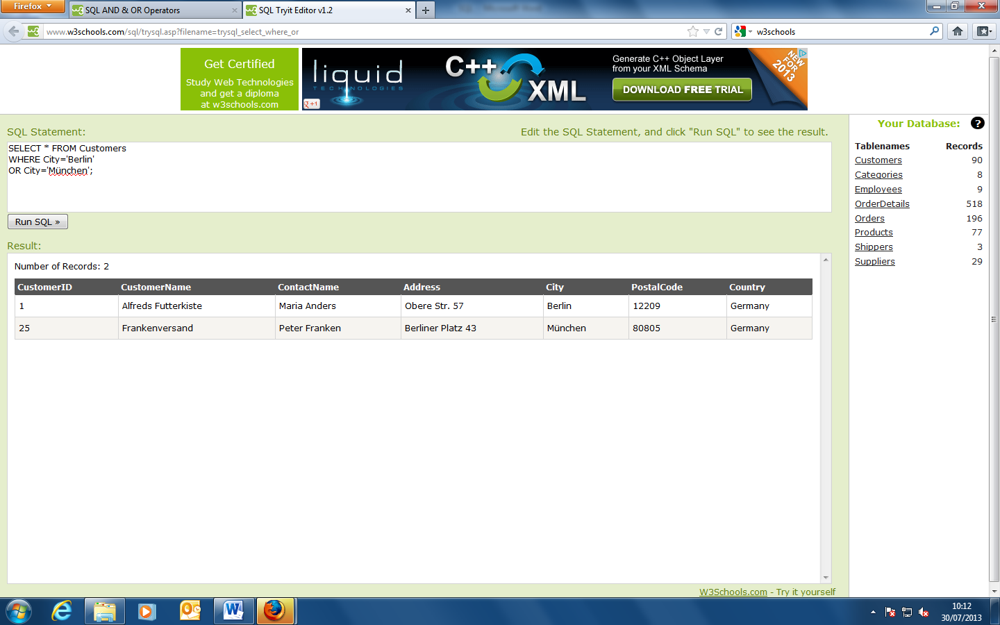 Firefox
SQL AND & OR Operators
SQL Tryit Editor v1.2
www.w3schools.com/sql/trysql.asp?filename=trysql_select_where_or
w3schools
Get Certified
Study Web Technologies
and get a diploma
at w3schools.com
liquid
TECHNOLOGIES
+1
C++
XML
Generate C++ Object Layer
from your XML Schema
DOWNLOAD FREE TRIAL
NEW FOR 2013
SQL Statement:
Edit the SQL Statement, and click "Run SQL" to see the result.
SELECT * FROM Customers
WHERE City='Berlin'
OR City='München';
Run SQL »
Result:
Number of Records: 2
CustomerID CustomerName ContactName Address City PostalCode Country
1 Alfreds Futterkiste Maria Anders Obere Str. 57 Berlin 12209 Germany
25 Frankenversand Peter Franken Berliner Platz 43 München 80805 Germany
Your Database: ?
Tablenames Records
Customers 90
Categories 8
Employees 9
OrderDetails 518
Orders 196
Products 77
Shippers 3
Suppliers 29
W3Schools.com - Try it yourself
10:12
30/07/2013